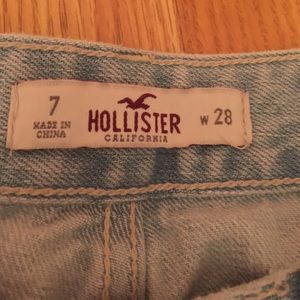 7
MADE IN
CHINA
HOLLISTER
CALIFORNIA
W 28